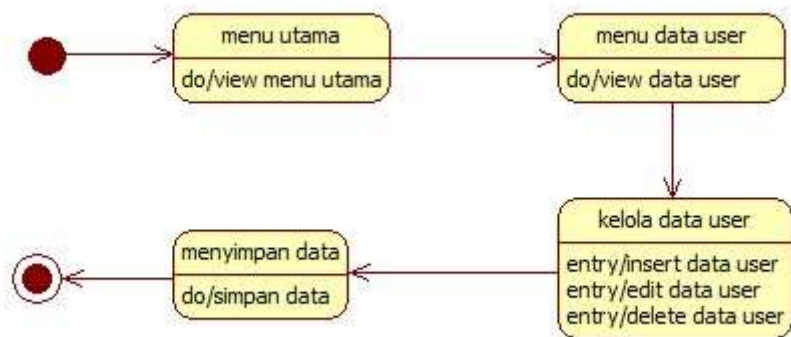 menu utama
do/view menu utama
menu data user
do/view data user
kelola data user
entry/insert data user
entry/edit data user
entry/delete data user
menyimpan data
do/simpan data